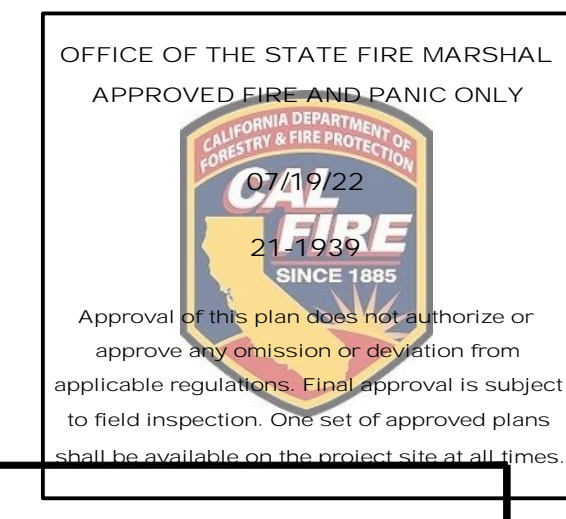 OFFICE OF THE STATE FIRE MARSHAL
APPROVED FIRE AND PANIC ONLY
CALIFORNIA DEPARTMENT OF
FORESTRY & FIRE PROTECTION
CAL
07/19/22
FIRE
21-1939
SINCE 1885
Approval of this plan does not authorize or
approve any omission or deviation from
applicable regulations. Final approval is subject
to field inspection. One set of approved plans
shall be available on the project site at all times.